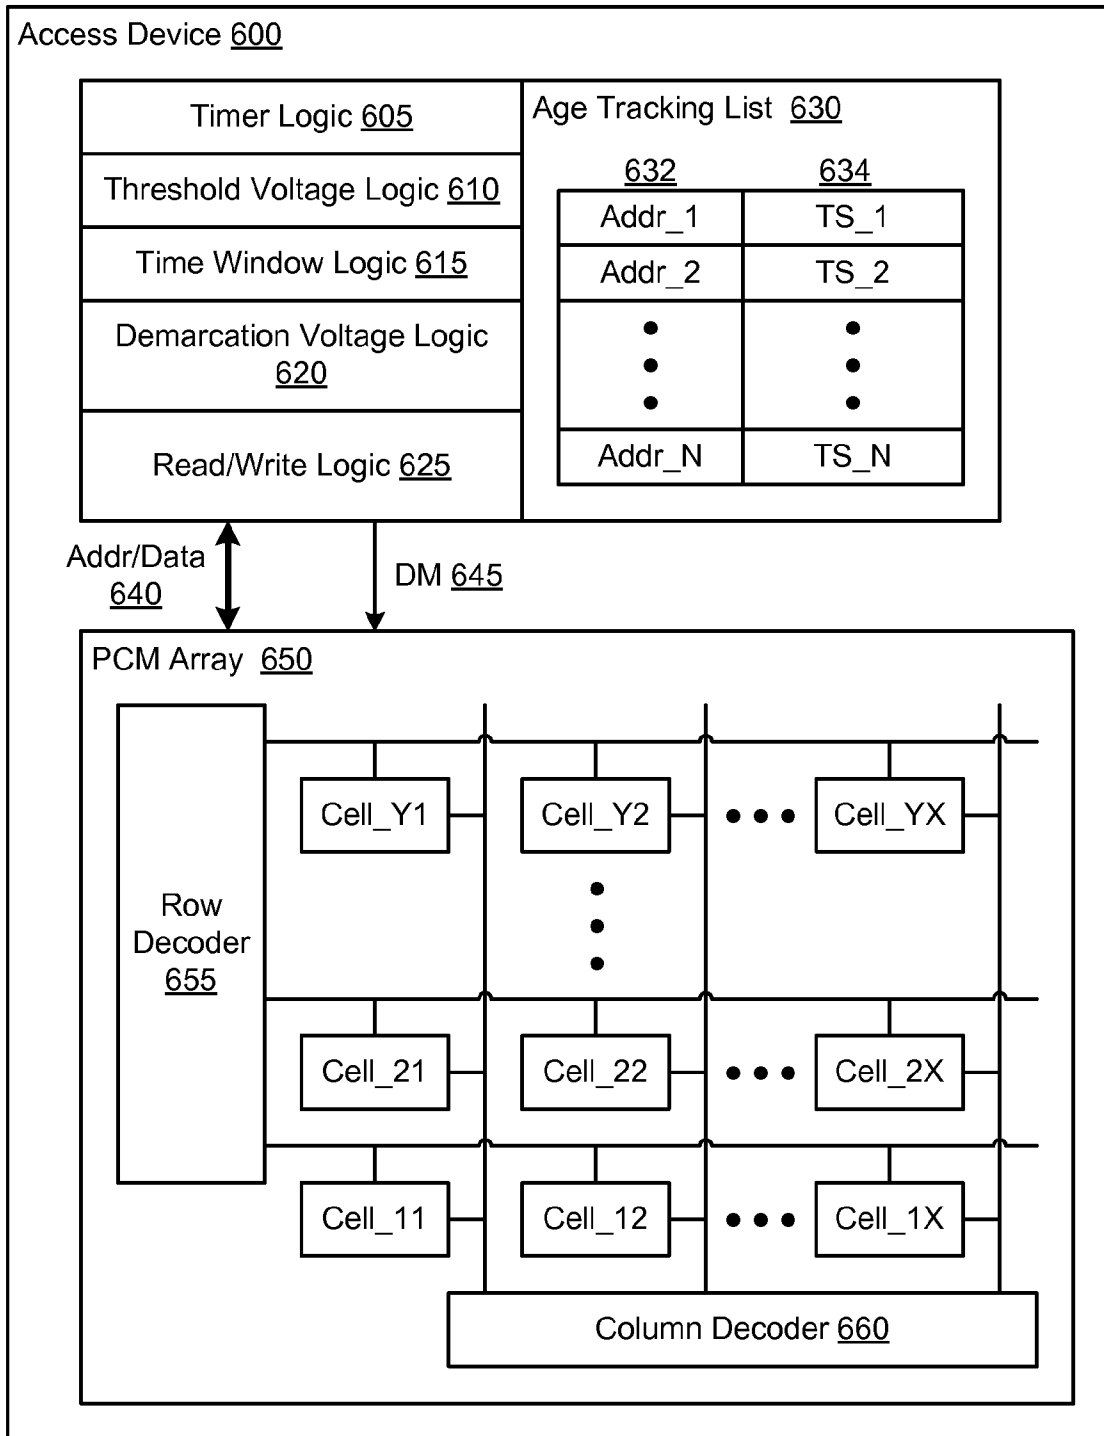 Access Device 600
Timer Logic 605
Threshold Voltage Logic 610
Time Window Logic 615
Demarcation Voltage Logic
620
Read/Write Logic 625
Age Tracking List 630
632 634
Addr_1 TS_1
Addr_2 TS_2
Addr_N TS_N
Addr/Data
640
DM 645
PCM Array 650
Row
Decoder
655
Cell_Y1 Cell_Y2 Cell_YX
Cell_21 Cell_22 Cell_2X
Cell_11 Cell_12 Cell_1X
Column Decoder 660